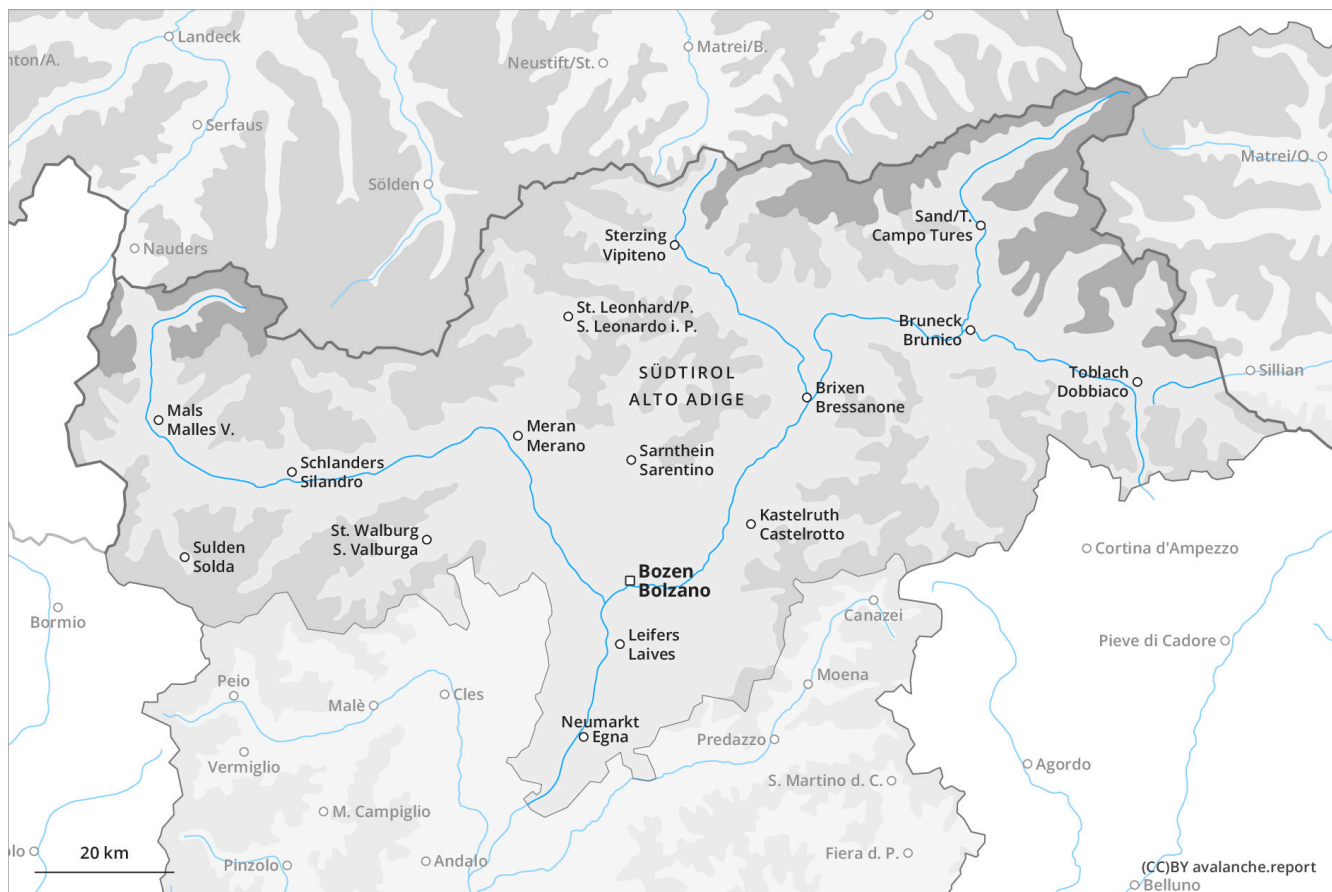 Landeck
nton/A.
Matrei/B.
Neustift/St.
Serfaus
Matrei/O.
Sölden
Sand/T.
Campo Tures
Nauders
Sterzing
Vipiteno
St. Leonhard/P.
S. Leonardo i. P.
Bruneck
Brunico
SÜDTIROL
ALTO ADIGE
Toblach
Dobbiaco
Sillian
Brixen
Bressanone
Mals
Malles V.
Meran
Merano
Schlanders
Silandro
Sarnthein
Sarentino
Kastelruth
Castelrotto
St. Walburg
S. Valburga
Sulden
Solda
Cortina d'Ampezzo
Bozen
Bolzano
Bormio
Canazei
Leifers
Laives
Pieve di Cadore
Peio
Moena
Malè
Cles
Neumarkt
Egna
Predazzo
Vermiglio
Agordo
S. Martino d. C.
M. Campiglio
20 km
olo
Pinzolo
Andalo
Fiera d. P.
(CC)BY avalanche.report
Belluno